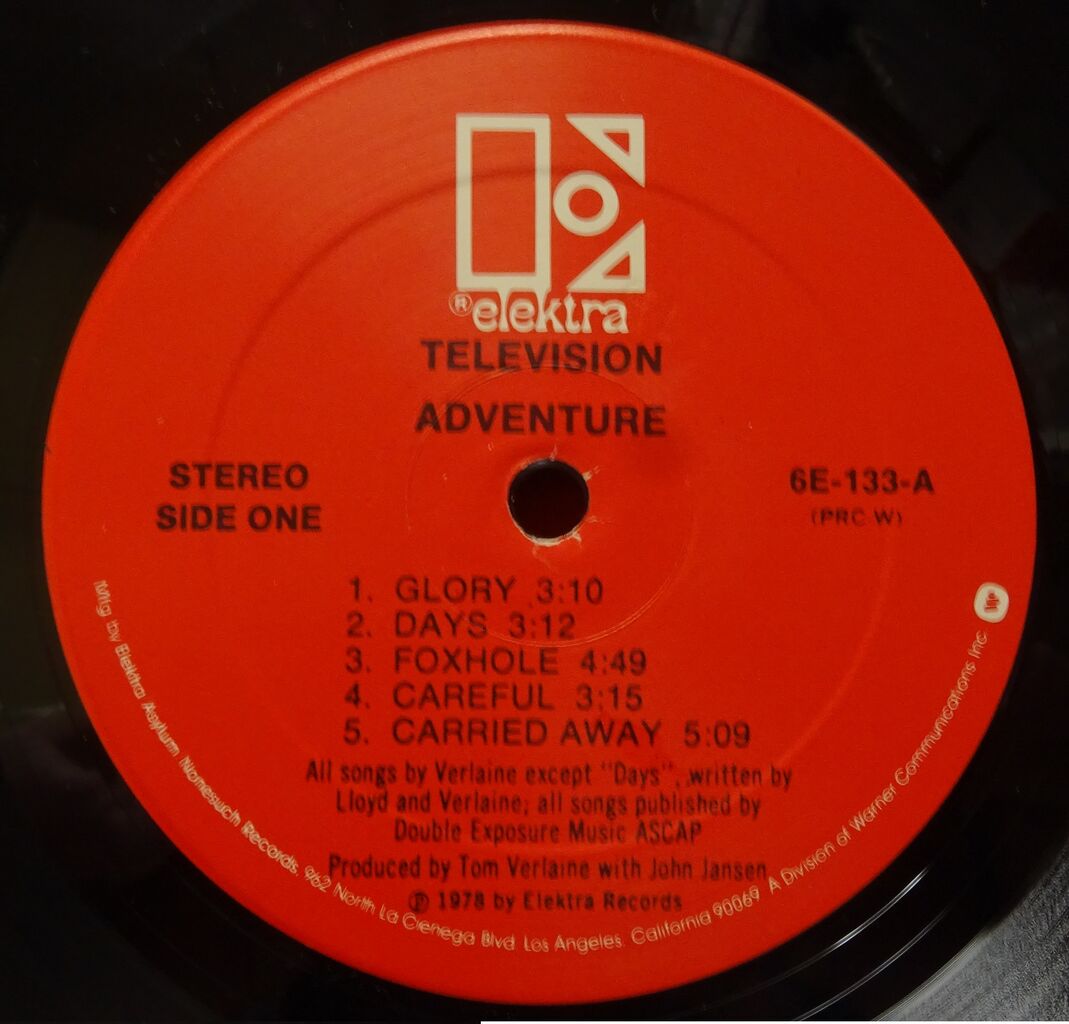 ® elektra
TELEVISION
ADVENTURE
STEREO
SIDE ONE
6E-133-A
(PRC-W)
1. GLORY 3:10
2. DAYS 3:12
3. FOXHOLE 4:49
4. CAREFUL 3:15
5. CARRIED AWAY 5:09
All songs by Verlaine except "Days", written by
Lloyd and Verlaine; all songs published by
Double Exposure Music ASCAP
Produced by Tom Verlaine with John Jansen
℗ 1978 by Elektra Records
Mfg. by Elektra Asylum Nonesuch Records, 962 North La Cienega Blvd. Los Angeles, California 90069 A Division of Warner Communications Inc.